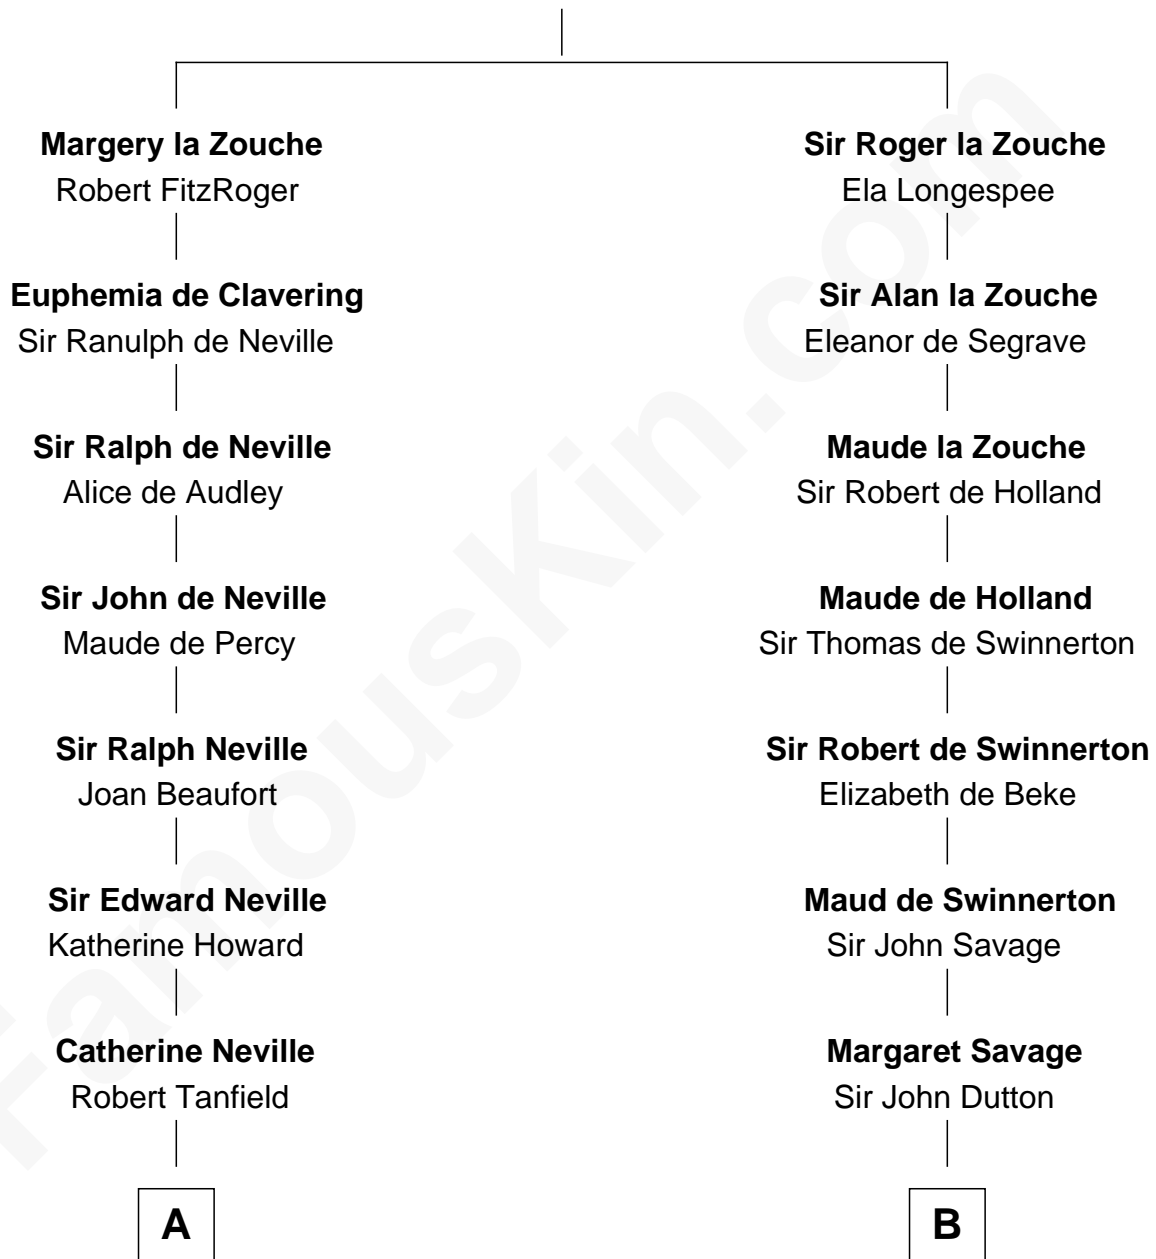 Margery la Zouche
Robert FitzRoger
Sir Roger la Zouche
Ela Longespee
Euphemia de Clavering
Sir Ranulph de Neville
Sir Alan la Zouche
Eleanor de Segrave
Sir Ralph de Neville
Alice de Audley
Maude la Zouche
Sir Robert de Holland
Sir John de Neville
Maude de Percy
Maude de Holland
Sir Thomas de Swinnerton
Sir Ralph Neville
Joan Beaufort
Sir Robert de Swinnerton
Elizabeth de Beke
Sir Edward Neville
Katherine Howard
Maud de Swinnerton
Sir John Savage
Catherine Neville
Robert Tanfield
Margaret Savage
Sir John Dutton
A
B
FamousKin.com